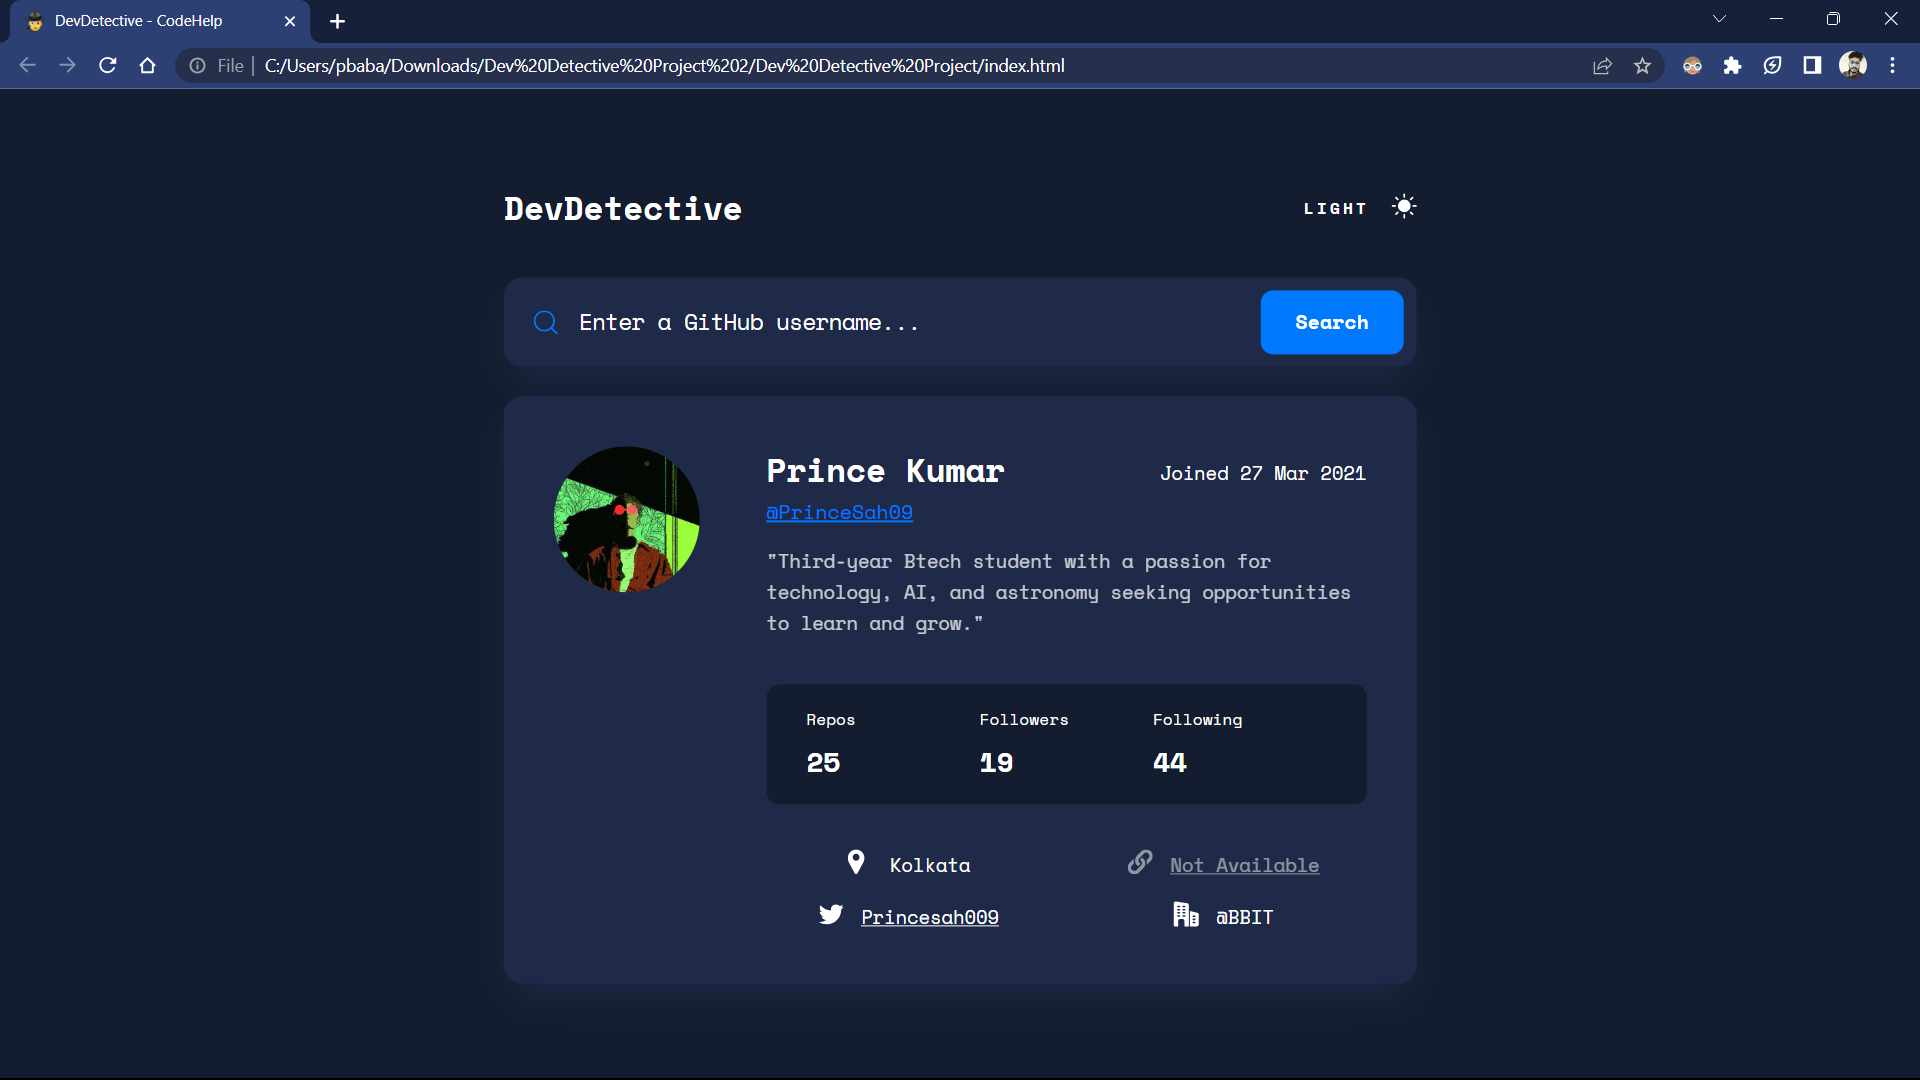 DevDetective - CodeHelp
File | C:/Users/pbaba/Downloads/Dev%20Detective%20Project%202/Dev%20Detective%20Project/index.html
DevDetective
LIGHT
Enter a GitHub username...
Search
Prince Kumar
Joined 27 Mar 2021
@PrinceSah09
"Third-year Btech student with a passion for
technology, AI, and astronomy seeking opportunities
to learn and grow."
Repos Followers Following
25 19 44
Kolkata
Not Available
Princesah009
@BBIT